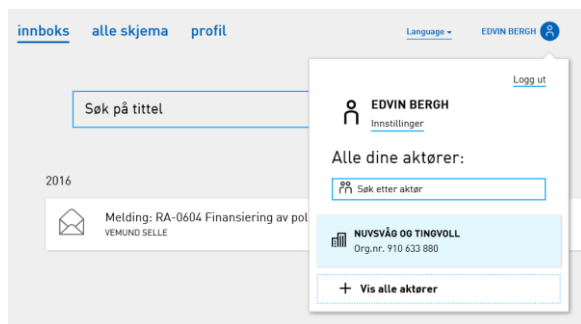 innboks alle skjema profil Language EDVIN BERGH
Logg ut
EDVIN BERGH
Innstillinger
Søk på tittel
Alle dine aktører:
Søk etter aktør
2016
Melding: RA-0604 Finansiering av pol
VEMUND SELLE
NUVSVÅG OG TINGVOLL
Org.nr. 910 633 880
+ Vis alle aktører